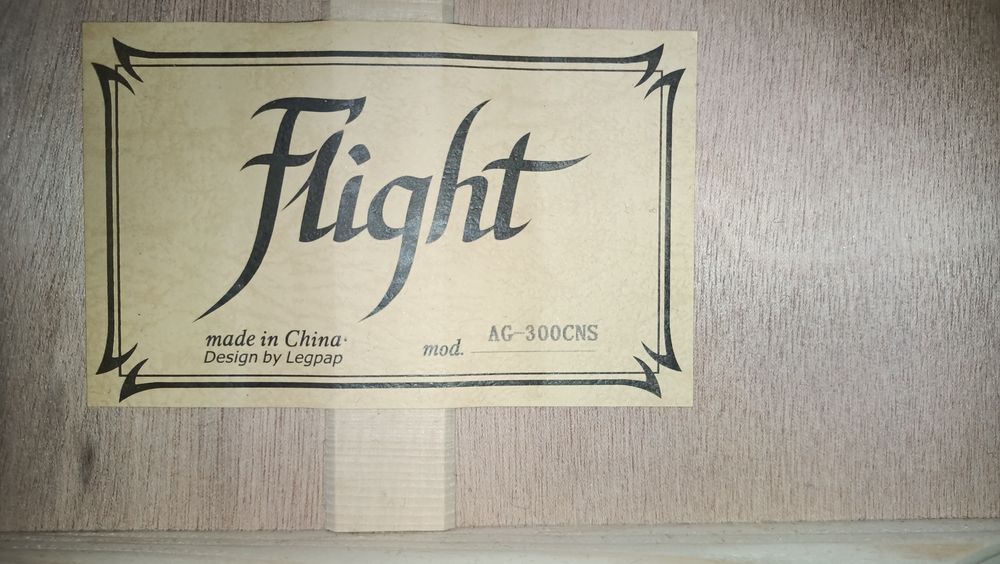 Flight
made in China
Design by Legpap
mod. AG-300CNS